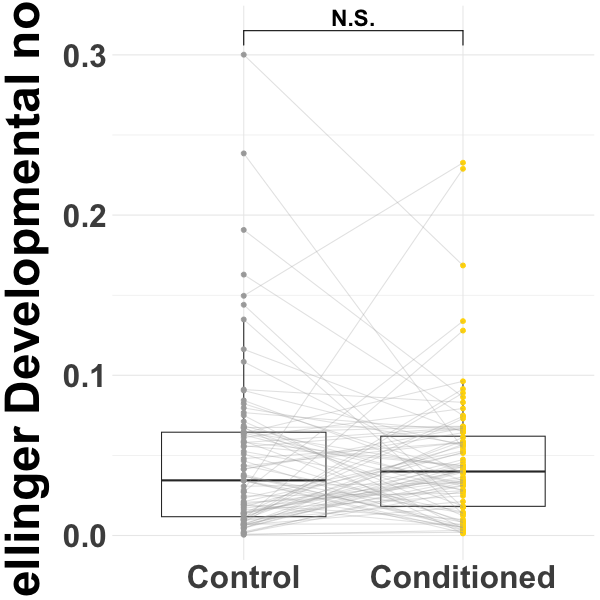 N.S.
ellinger Developmental no
0.3
0.2
0.1
0.0
Control
Conditioned